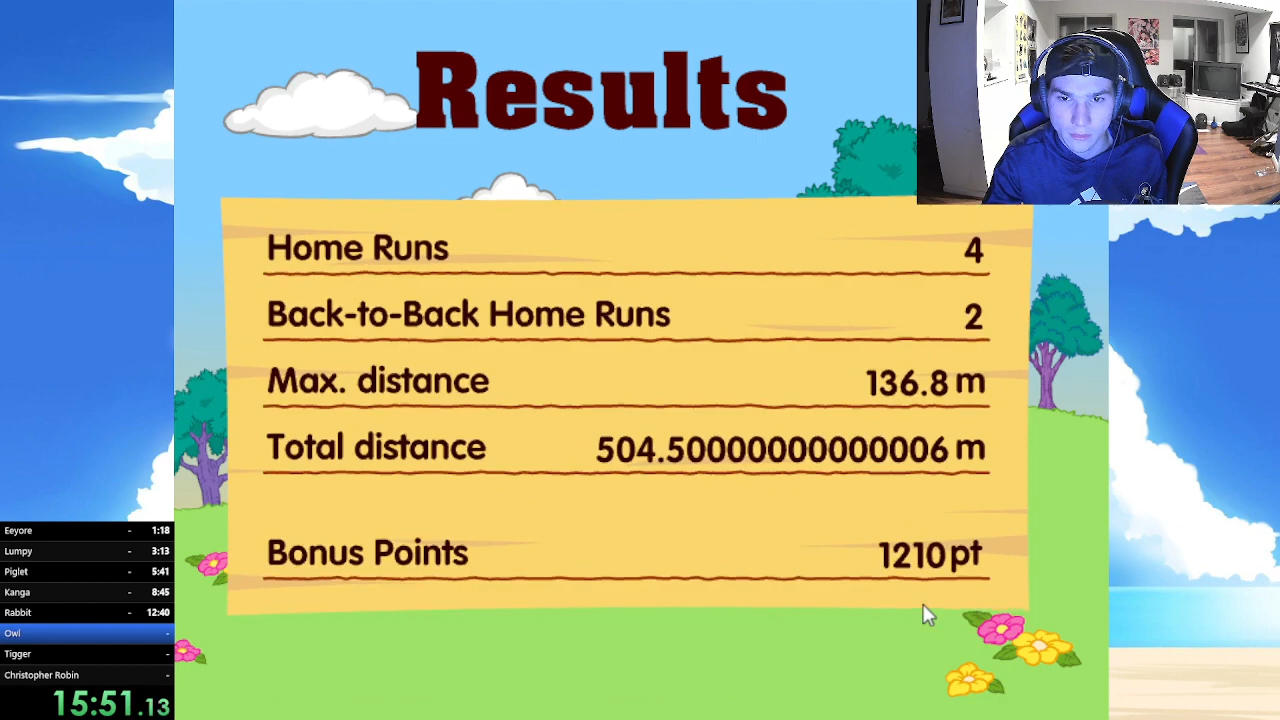 Results
Home Runs 4
Back-to-Back Home Runs 2
Max. distance 136.8 m
Total distance 504.50000000000006 m
Bonus Points 1210 pt
Eeyore - 1:18
Lumpy - 3:13
Piglet - 5:41
Kanga - 8:45
Rabbit - 12:40
Owl -
Tigger -
Christopher Robin -
15:51.13